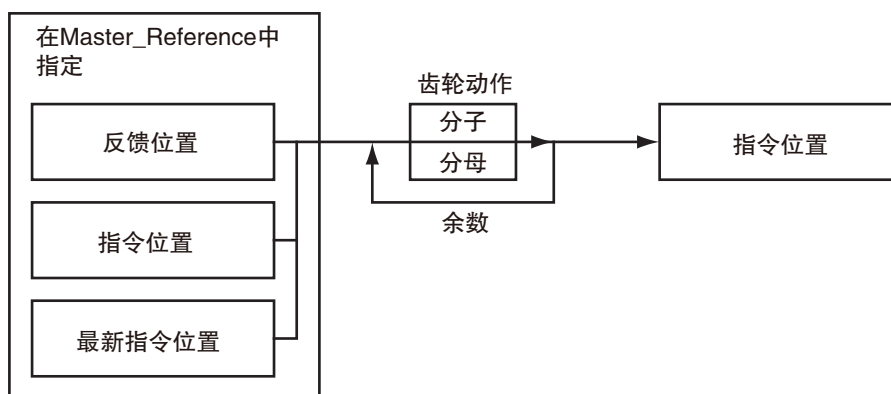 在Master_Reference中
指定
反馈位置
指令位置
最新指令位置
齿轮动作
分子
分母
余数
指令位置